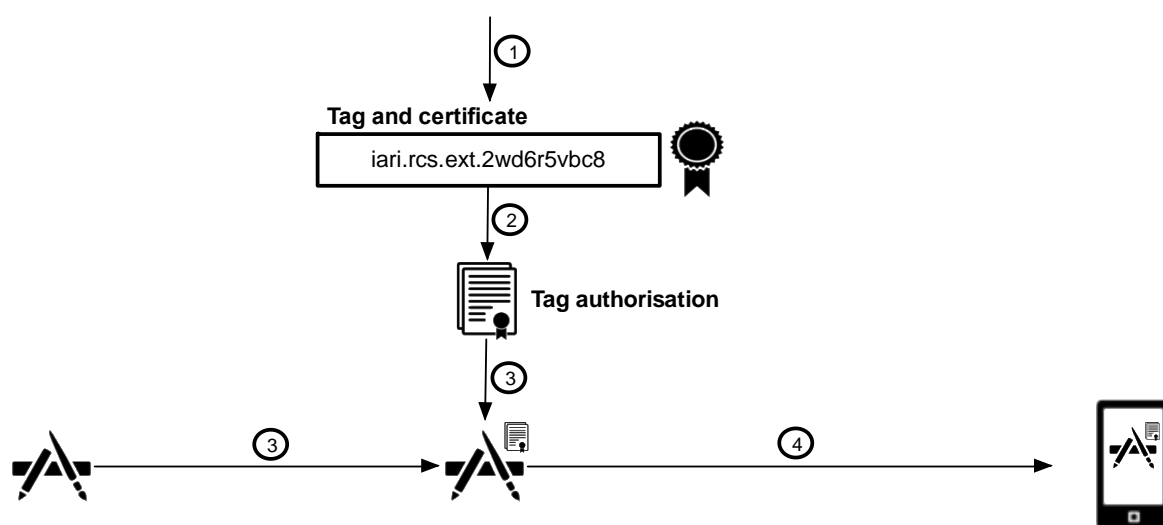 1
Tag and certificate
iari.rcs.ext.2wd6r5vbc8
2
Tag authorisation
3
3
4